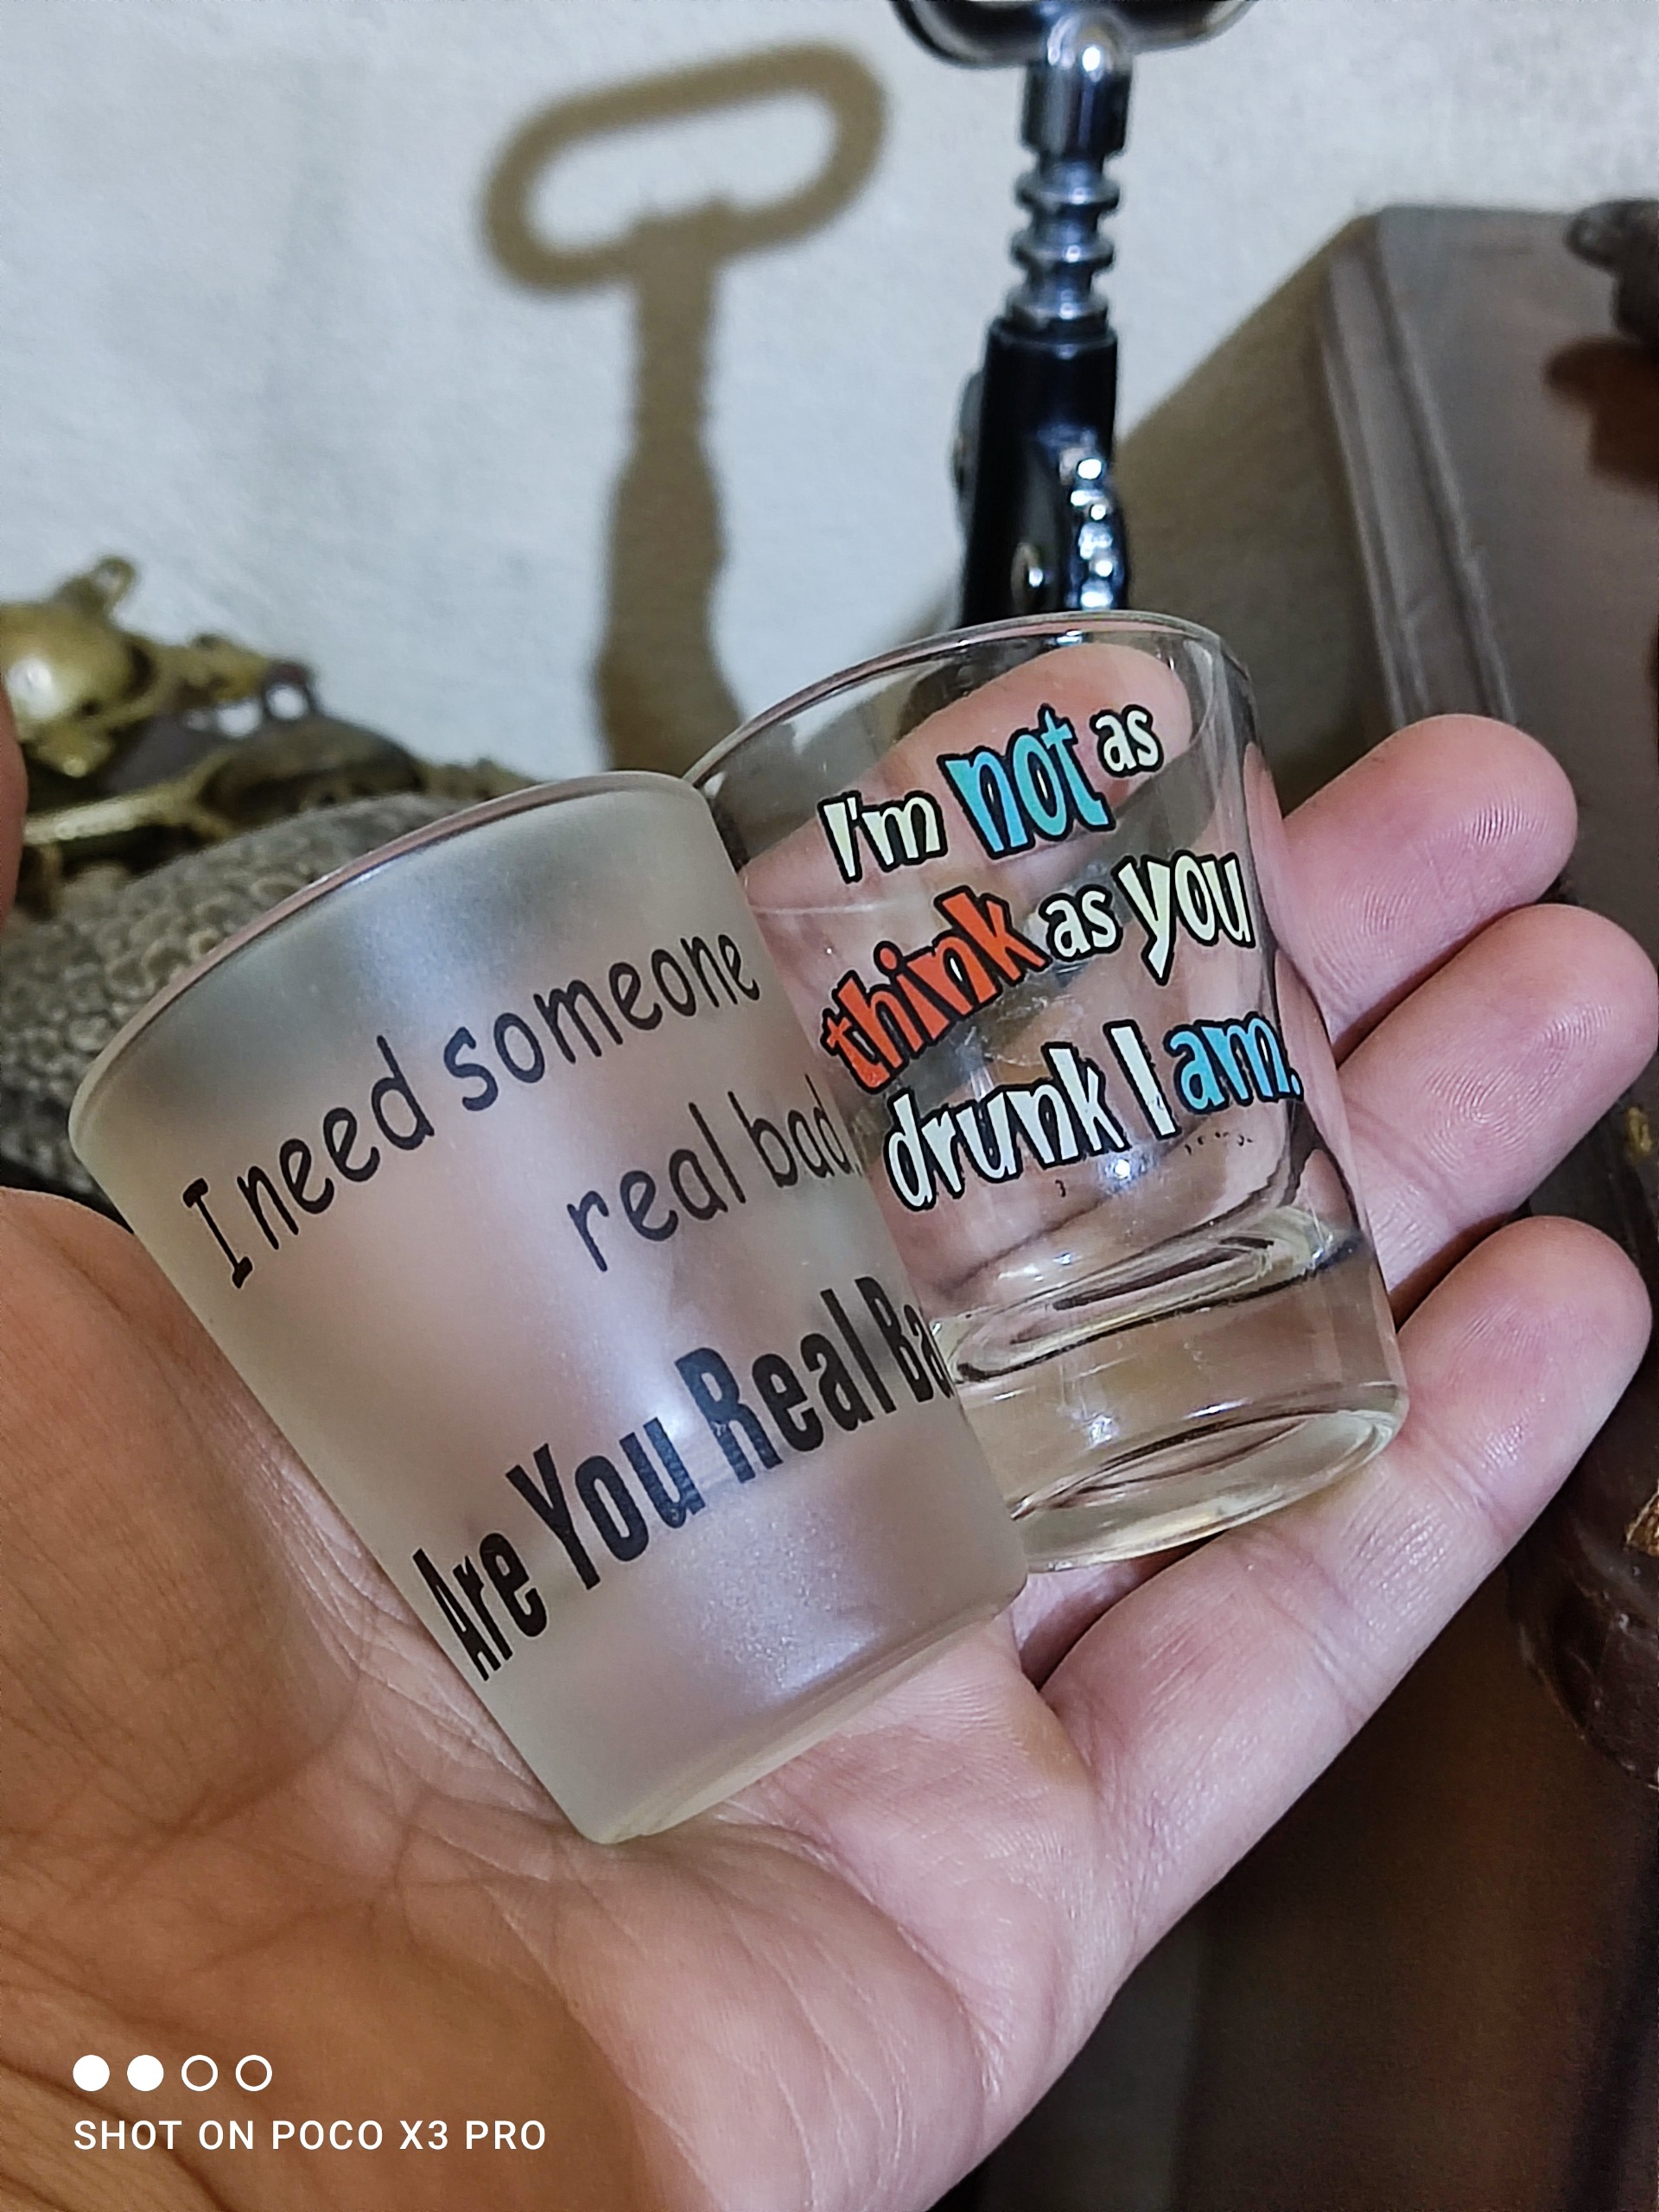 I need someone
real bad.
Are You Real Ba
I'm not as
think as you
drunk I am.
SHOT ON POCO X3 PRO